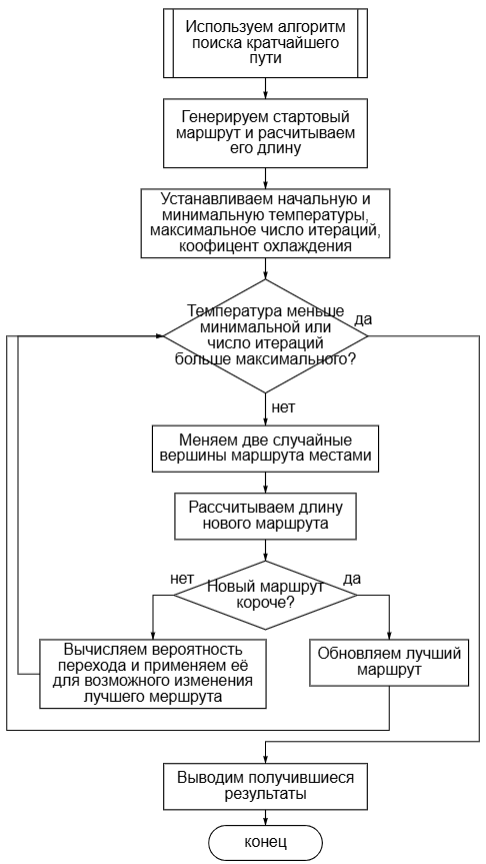 Используем алгоритм
поиска кратчайшего
пути
Генерируем стартовый
маршрут и расчитываем
его длину
Устанавливаем начальную и
минимальную температуры,
максимальное число итераций,
коофицент охлаждения
Температура меньше
минимальной или
число итераций
больше максимального?
да
нет
Меняем две случайные
вершины маршрута местами
Рассчитываем длину
нового маршрута
нет
Новый маршрут
короче?
да
Вычисляем вероятность
перехода и применяем её
для возможного изменения
лучшего мершрута
Обновляем лучший
маршрут
Выводим получившиеся
результаты
конец